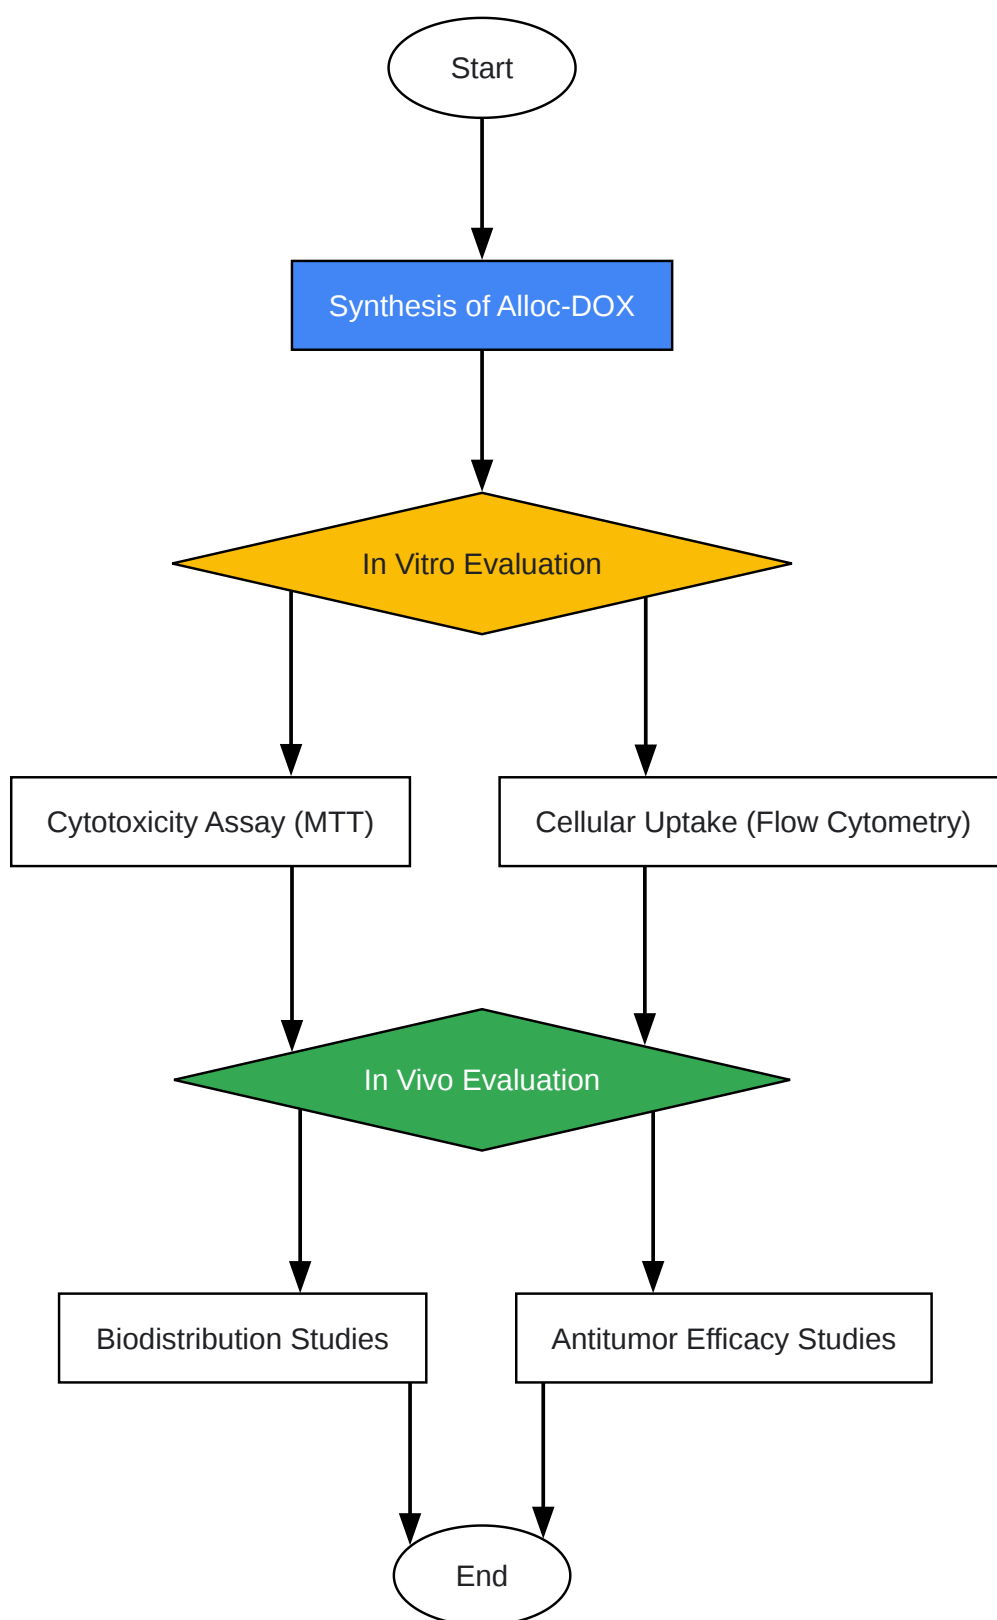 Start
Synthesis of Alloc-DOX
In Vitro Evaluation
Cytotoxicity Assay (MTT)
Cellular Uptake (Flow Cytometry)
In Vivo Evaluation
Biodistribution Studies
Antitumor Efficacy Studies
End